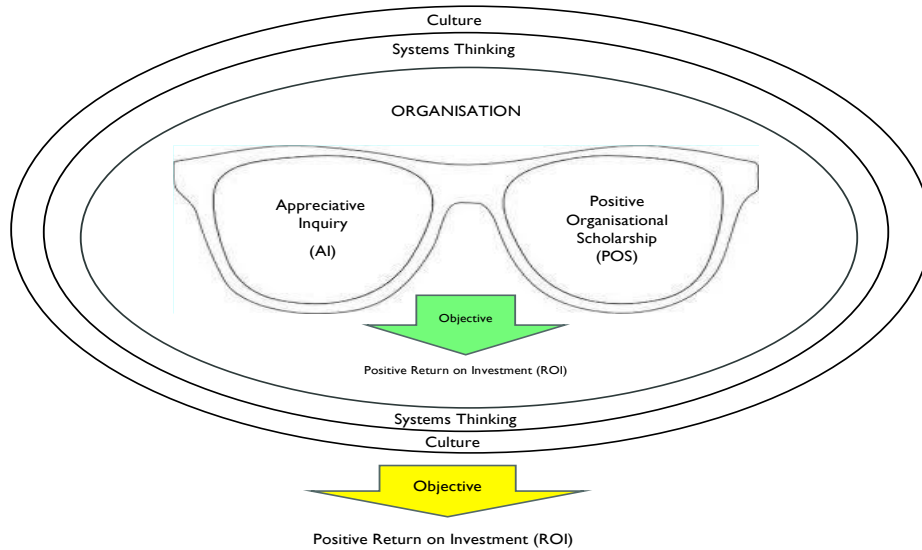 Culture
Systems Thinking
ORGANISATION
Appreciative
Inquiry
(AI)
Positive
Organisational
Scholarship
(POS)
Objective
Positive Return on Investment (ROI)
Systems Thinking
Culture
Objective
Positive Return on Investment (ROI)